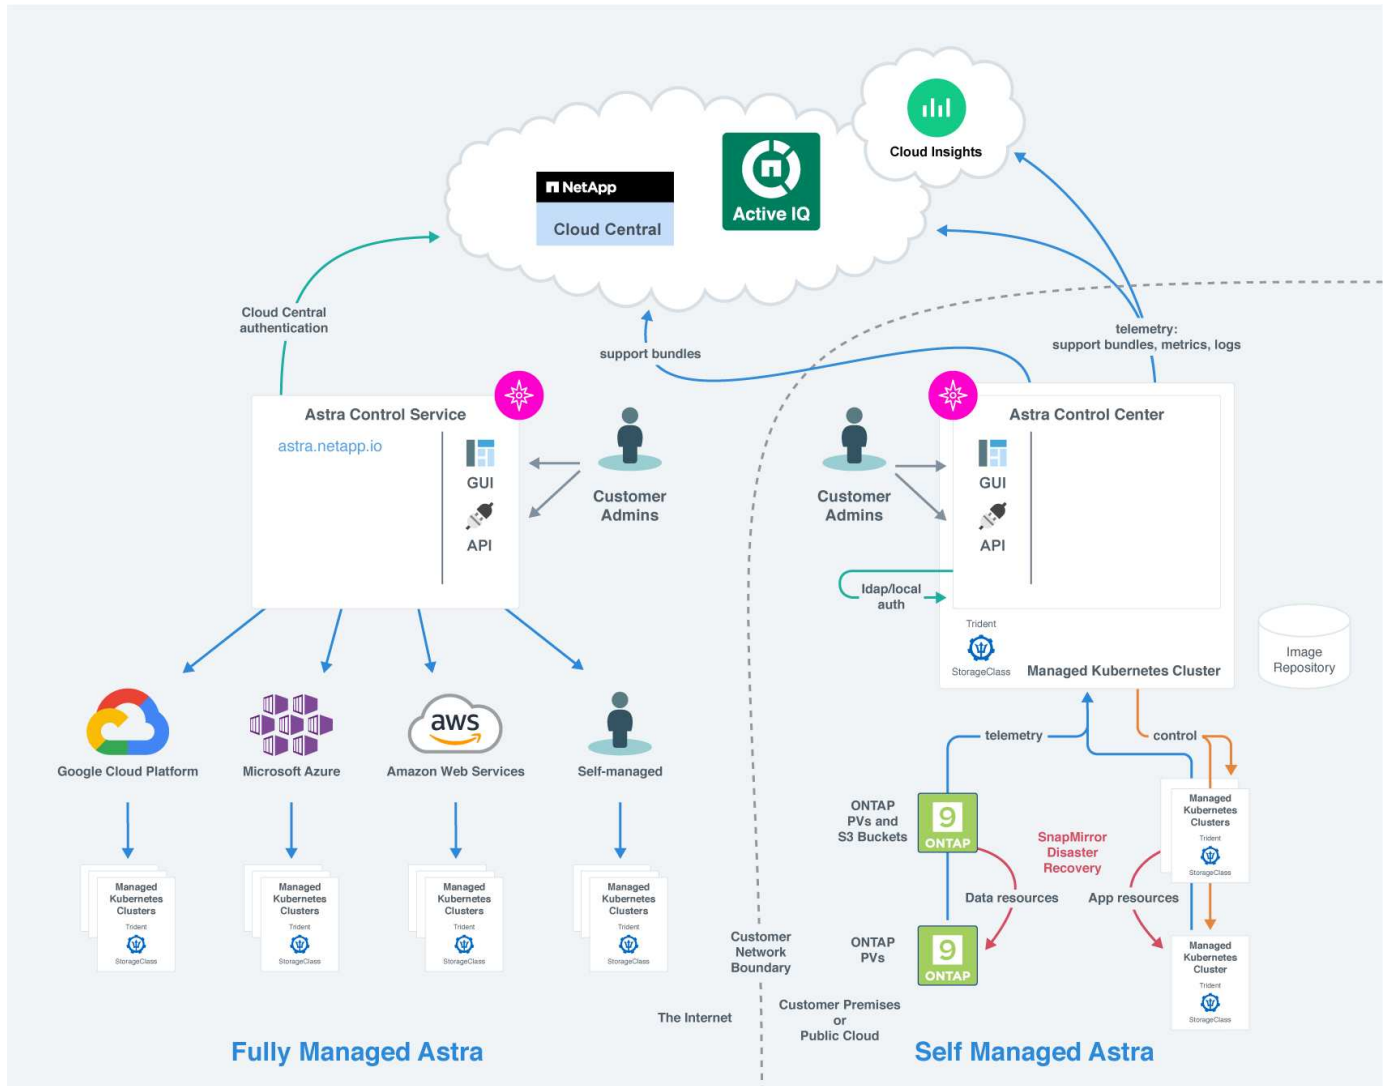 Cloud Insights
NetApp
Cloud Central
Active IQ
Cloud Central
authentication
support bundles
telemetry:
support bundles, metrics, logs
Astra Control Service
astra.netapp.io
GUI
API
Customer
Admins
Customer
Admins
Astra Control Center
GUI
API
ldap/local
auth
Trident
StorageClass
Managed Kubernetes Cluster
Image
Repository
Google Cloud Platform
Microsoft Azure
aws
Amazon Web Services
Self-managed
telemetry
control
Managed
Kubernetes
Clusters
Trident
StorageClass
Managed
Kubernetes
Clusters
Trident
StorageClass
Managed
Kubernetes
Clusters
Trident
StorageClass
Managed
Kubernetes
Clusters
Trident
StorageClass
ONTAP
PVs and
S3 Buckets
9
ONTAP
SnapMirror
Disaster
Recovery
Managed
Kubernetes
Clusters
Trident
StorageClass
Data resources
App resources
Customer
Network
Boundary
ONTAP
PVs
9
ONTAP
Managed
Kubernetes
Cluster
Trident
StorageClass
The Internet
Customer Premises
or
Public Cloud
Fully Managed Astra
Self Managed Astra